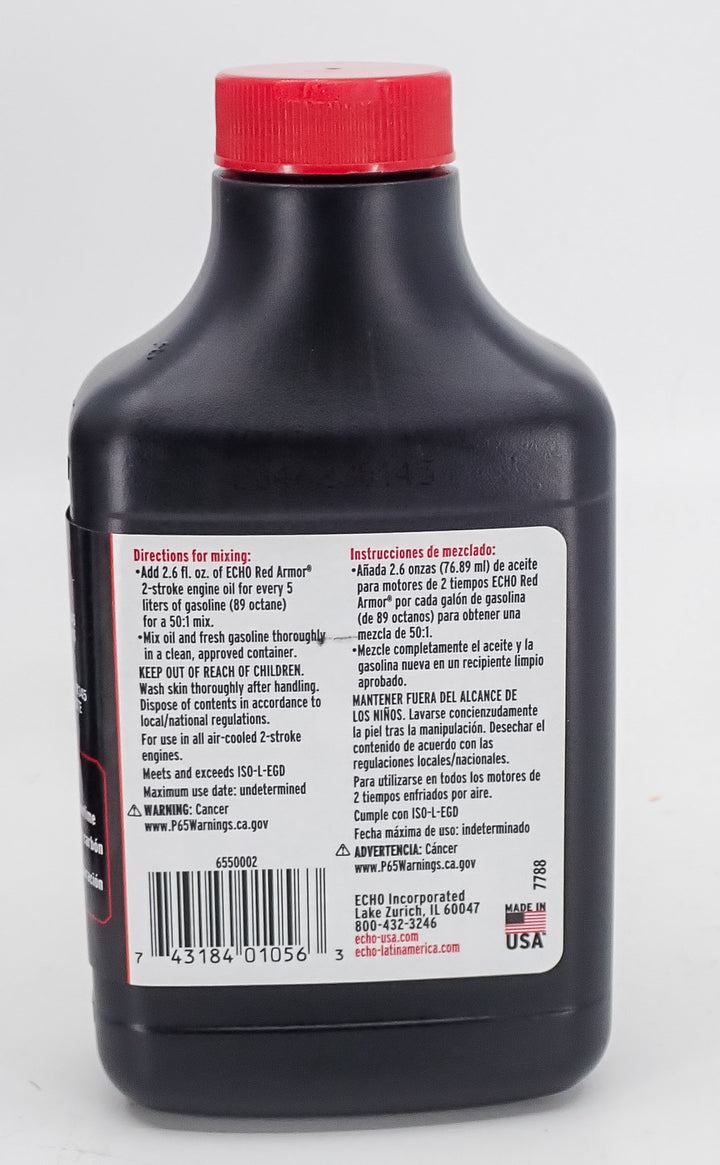 Directions for mixing:
•Add 2.6 fl. oz. of ECHO Red Armor®
2-stroke engine oil for every 5
liters of gasoline (89 octane)
for a 50:1 mix.
•Mix oil and fresh gasoline thoroughly
in a clean, approved container.
KEEP OUT OF REACH OF CHILDREN.
Wash skin thoroughly after handling.
Dispose of contents in accordance to
local/national regulations.
For use in all air-cooled 2-stroke
engines.
Meets and exceeds ISO-L-EGD
Maximum use date: undetermined
⚠ WARNING: Cancer
www.P65Warnings.ca.gov
6550002
7 43184 01056 3
Instrucciones de mezclado:
•Añada 2.6 onzas (76.89 ml) de aceite
para motores de 2 tiempos ECHO Red
Armor® por cada galón de gasolina
(de 89 octanos) para obtener una
mezcla de 50:1.
•Mezcle completamente el aceite y la
gasolina nueva en un recipiente limpio
aprobado.
MANTENER FUERA DEL ALCANCE DE
LOS NIÑOS. Lavarse concienzudamente
la piel tras la manipulación. Desechar el
contenido de acuerdo con las
regulaciones locales/nacionales.
Para utilizarse en todos los motores de
2 tiempos enfriados por aire.
Cumple con ISO-L-EGD
Fecha máxima de uso: indeterminado
⚠ ADVERTENCIA: Cáncer
www.P65Warnings.ca.gov
ECHO Incorporated
Lake Zurich, IL 60047
800-432-3246
echo-usa.com
echo-latinamerica.com
7788
MADE IN
USA